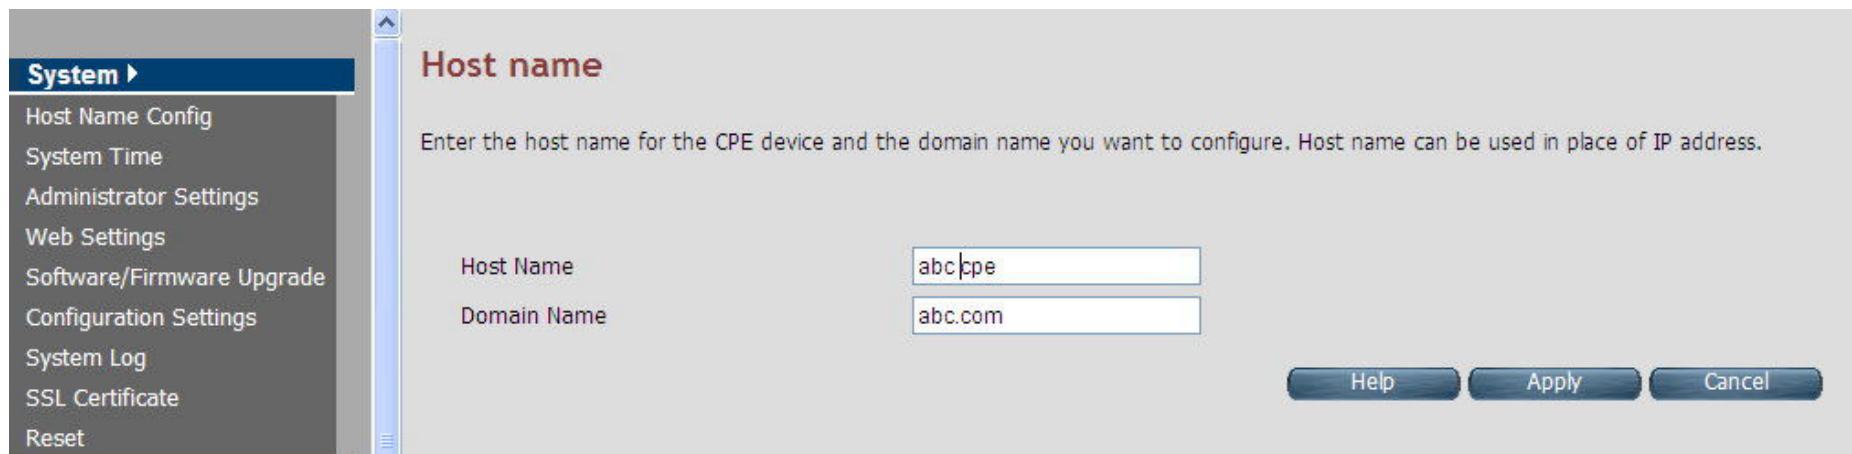 System
Host Name Config
System Time
Administrator Settings
Web Settings
Software/Firmware Upgrade
Configuration Settings
System Log
SSL Certificate
Reset
Host name
Enter the host name for the CPE device and the domain name you want to configure. Host name can be used in place of IP address.
Host Name abc cpe
Domain Name abc.com
Help Apply Cancel